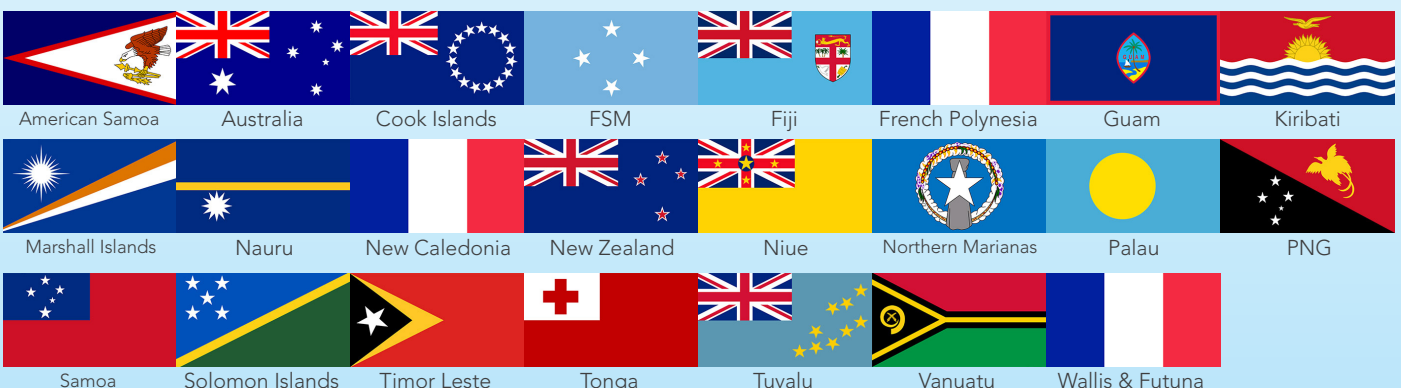 American Samoa Australia Cook Islands FSM Fiji French Polynesia Guam Kiribati
Marshall Islands Nauru New Caledonia New Zealand Niue Northern Marianas Palau PNG
Samoa Solomon Islands Timor Leste Tonga Tuvalu Vanuatu Wallis & Futuna